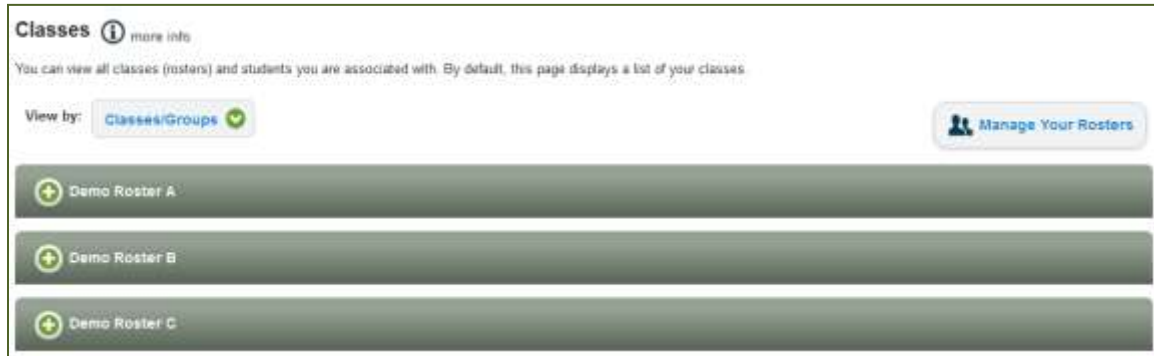 Classes more info
You can view all classes (rosters) and students you are associated with. By default, this page displays a list of your classes.
View by: Classes/Groups Manage Your Rosters
Demo Roster A
Demo Roster B
Demo Roster C